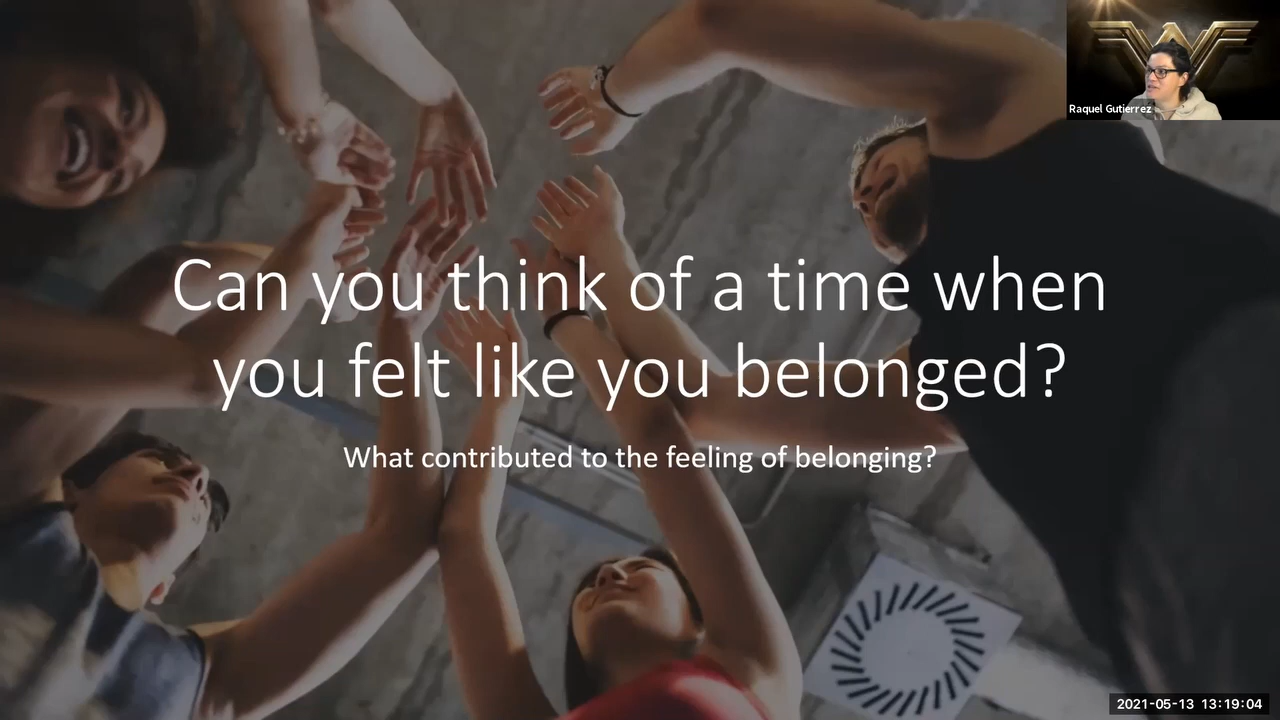 Raquel Gutierrez
Can you think of a time when
you felt like you belonged?
What contributed to the feeling of belonging?
2021-05-13 13:19:04